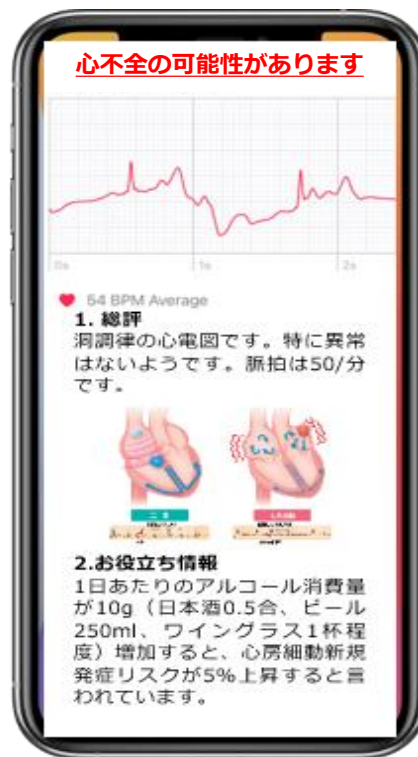 心不全の可能性があります
0s
1s
2s
54 BPM Average
1. 総評
洞調律の心電図です。特に異常
はないようです。脈拍は50/分
です。
2.お役立ち情報
1日あたりのアルコール消費量
が10g(日本酒0.5合、ビール
250ml、ワイングラス1杯程
度)増加すると、心房細動新規
発症リスクが5%上昇すると言
われています。